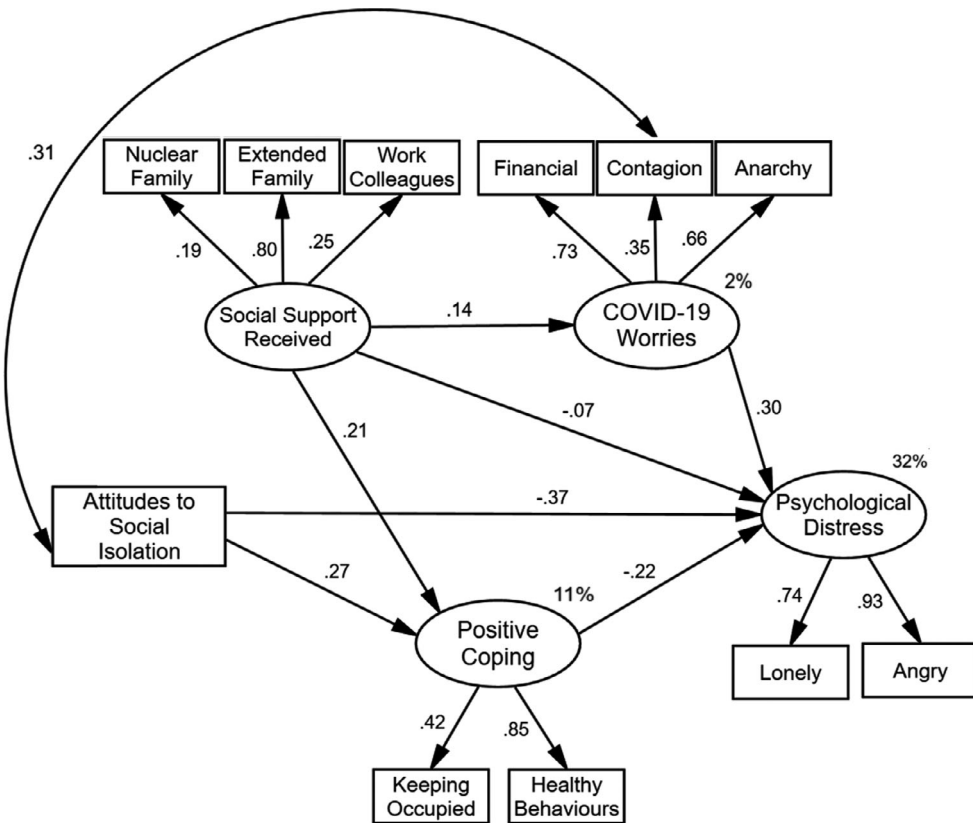 .31
Nuclear
Family
Extended
Family
Work
Colleagues
Financial
Contagion
Anarchy
.19
.80
.25
.73
.35
.66
2%
Social Support
Received
.14
COVID-19
Worries
-.07
.30
.21
32%
Attitudes to
Social
Isolation
-.37
Psychological
Distress
.27
-.22
11%
Positive
Coping
.74
.93
Lonely
Angry
.42
.85
Keeping
Occupied
Healthy
Behaviours